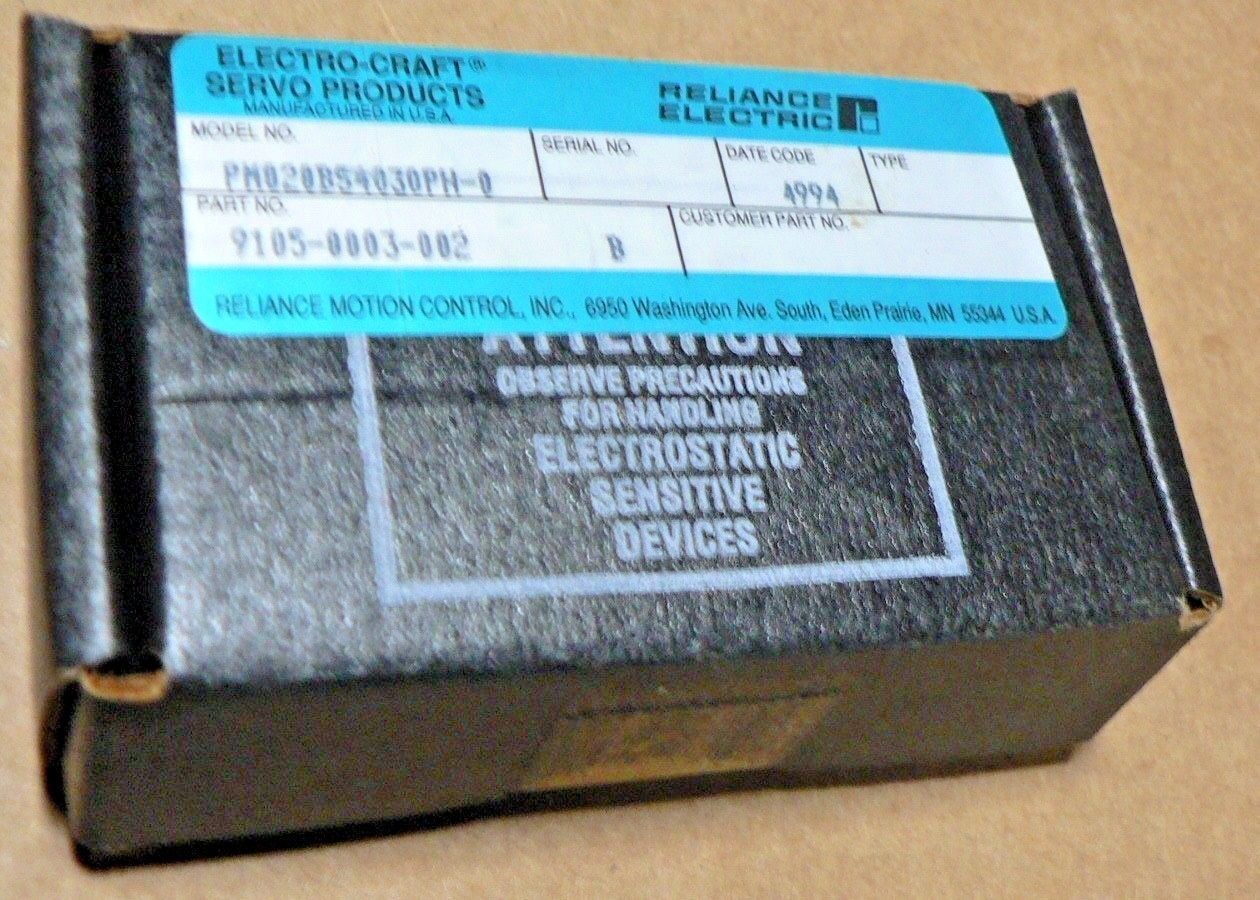 ELECTRO-CRAFT®
SERVO PRODUCTS
MANUFACTURED IN U.S.A.
RELIANCE
ELECTRIC
MODEL NO.
SERIAL NO.
DATE CODE
TYPE
PM020BS4030PH-0
4994
PART NO.
CUSTOMER PART NO.
9105-0003-002 B
RELIANCE MOTION CONTROL, INC., 6950 Washington Ave. South, Eden Prairie, MN 55344 U.S.A.
ATTENTION
OBSERVE PRECAUTIONS
FOR HANDLING
ELECTROSTATIC
SENSITIVE
DEVICES